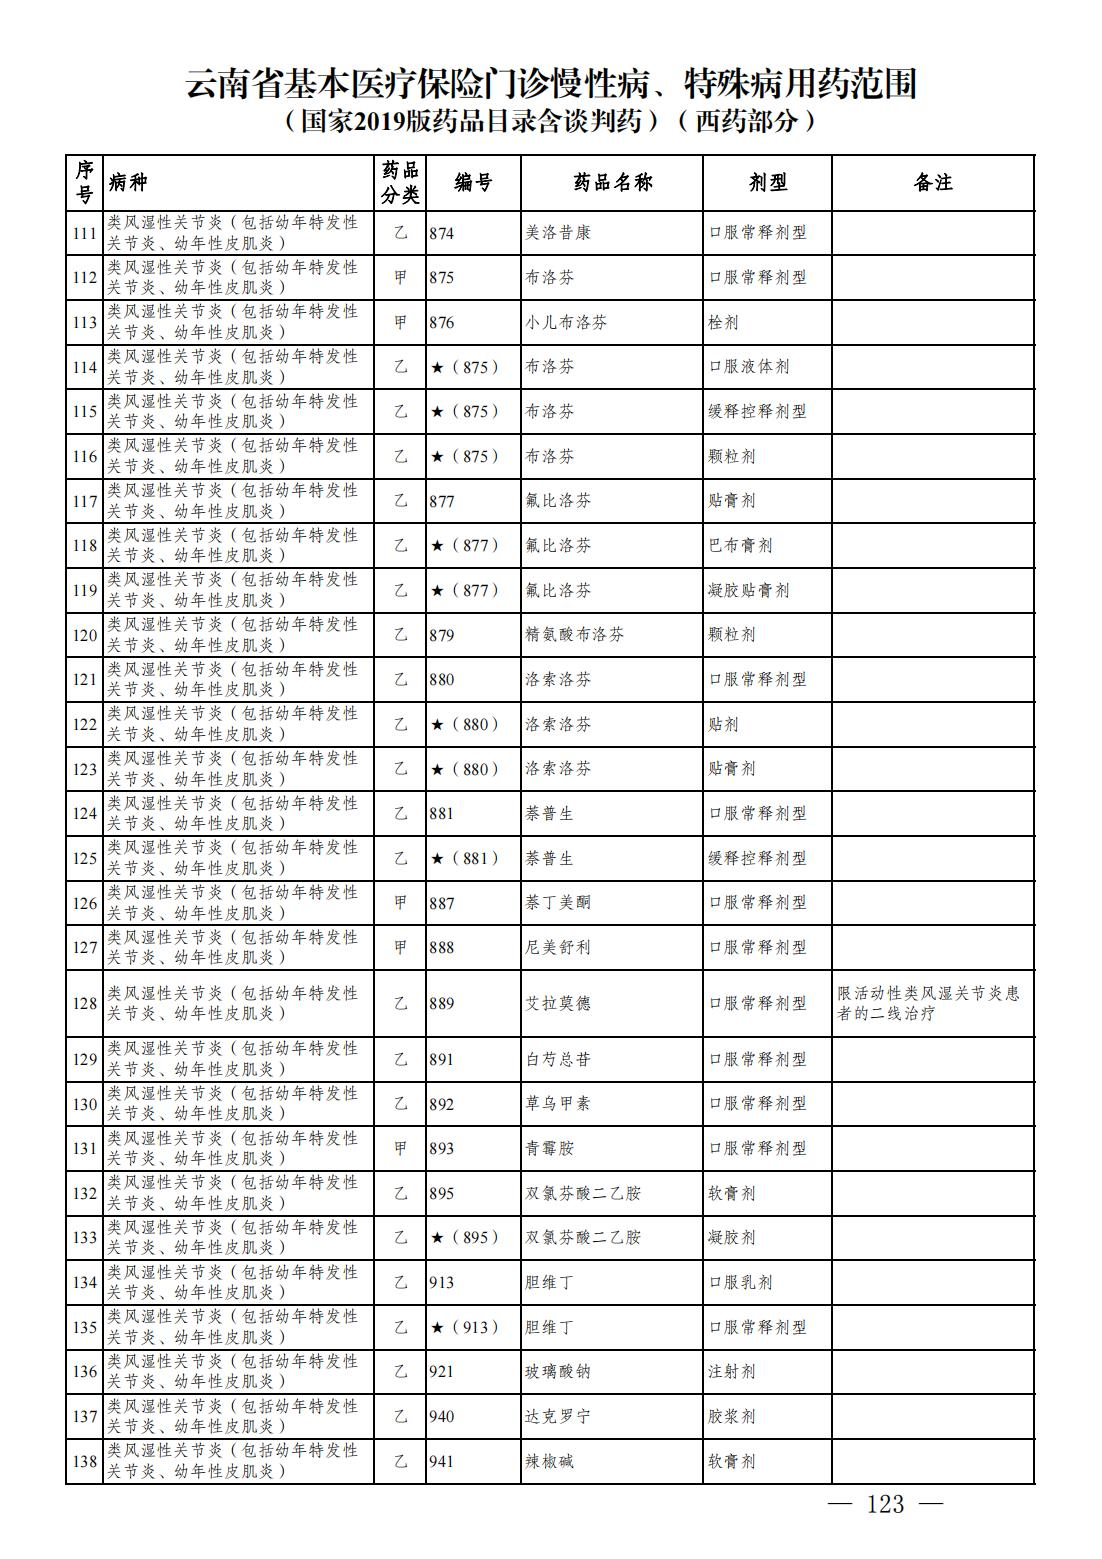 云南省基本医疗保险门诊慢性病、特殊病用药范围
（国家2019版药品目录含谈判药）（西药部分）
序号 病种 药品分类 编号 药品名称 剂型 备注
111 类风湿性关节炎（包括幼年特发性关节炎、幼年性皮肌炎） 乙 874 美洛昔康 口服常释剂型
112 类风湿性关节炎（包括幼年特发性关节炎、幼年性皮肌炎） 甲 875 布洛芬 口服常释剂型
113 类风湿性关节炎（包括幼年特发性关节炎、幼年性皮肌炎） 甲 876 小儿布洛芬 栓剂
114 类风湿性关节炎（包括幼年特发性关节炎、幼年性皮肌炎） 乙 ★（875） 布洛芬 口服液体剂
115 类风湿性关节炎（包括幼年特发性关节炎、幼年性皮肌炎） 乙 ★（875） 布洛芬 缓释控释剂型
116 类风湿性关节炎（包括幼年特发性关节炎、幼年性皮肌炎） 乙 ★（875） 布洛芬 颗粒剂
117 类风湿性关节炎（包括幼年特发性关节炎、幼年性皮肌炎） 乙 877 氟比洛芬 贴膏剂
118 类风湿性关节炎（包括幼年特发性关节炎、幼年性皮肌炎） 乙 ★（877） 氟比洛芬 巴布膏剂
119 类风湿性关节炎（包括幼年特发性关节炎、幼年性皮肌炎） 乙 ★（877） 氟比洛芬 凝胶贴膏剂
120 类风湿性关节炎（包括幼年特发性关节炎、幼年性皮肌炎） 乙 879 精氨酸布洛芬 颗粒剂
121 类风湿性关节炎（包括幼年特发性关节炎、幼年性皮肌炎） 乙 880 洛索洛芬 口服常释剂型
122 类风湿性关节炎（包括幼年特发性关节炎、幼年性皮肌炎） 乙 ★（880） 洛索洛芬 贴剂
123 类风湿性关节炎（包括幼年特发性关节炎、幼年性皮肌炎） 乙 ★（880） 洛索洛芬 贴膏剂
124 类风湿性关节炎（包括幼年特发性关节炎、幼年性皮肌炎） 乙 881 萘普生 口服常释剂型
125 类风湿性关节炎（包括幼年特发性关节炎、幼年性皮肌炎） 乙 ★（881） 萘普生 缓释控释剂型
126 类风湿性关节炎（包括幼年特发性关节炎、幼年性皮肌炎） 甲 887 萘丁美酮 口服常释剂型
127 类风湿性关节炎（包括幼年特发性关节炎、幼年性皮肌炎） 甲 888 尼美舒利 口服常释剂型
128 类风湿性关节炎（包括幼年特发性关节炎、幼年性皮肌炎） 乙 889 艾拉莫德 口服常释剂型 限活动性类风湿关节炎患者的二线治疗
129 类风湿性关节炎（包括幼年特发性关节炎、幼年性皮肌炎） 乙 891 白芍总苷 口服常释剂型
130 类风湿性关节炎（包括幼年特发性关节炎、幼年性皮肌炎） 乙 892 草乌甲素 口服常释剂型
131 类风湿性关节炎（包括幼年特发性关节炎、幼年性皮肌炎） 甲 893 青霉胺 口服常释剂型
132 类风湿性关节炎（包括幼年特发性关节炎、幼年性皮肌炎） 乙 895 双氯芬酸二乙胺 软膏剂
133 类风湿性关节炎（包括幼年特发性关节炎、幼年性皮肌炎） 乙 ★（895） 双氯芬酸二乙胺 凝胶剂
134 类风湿性关节炎（包括幼年特发性关节炎、幼年性皮肌炎） 乙 913 胆维丁 口服乳剂
135 类风湿性关节炎（包括幼年特发性关节炎、幼年性皮肌炎） 乙 ★（913） 胆维丁 口服常释剂型
136 类风湿性关节炎（包括幼年特发性关节炎、幼年性皮肌炎） 乙 921 玻璃酸钠 注射剂
137 类风湿性关节炎（包括幼年特发性关节炎、幼年性皮肌炎） 乙 940 达克罗宁 胶浆剂
138 类风湿性关节炎（包括幼年特发性关节炎、幼年性皮肌炎） 乙 941 辣椒碱 软膏剂
— 123 —